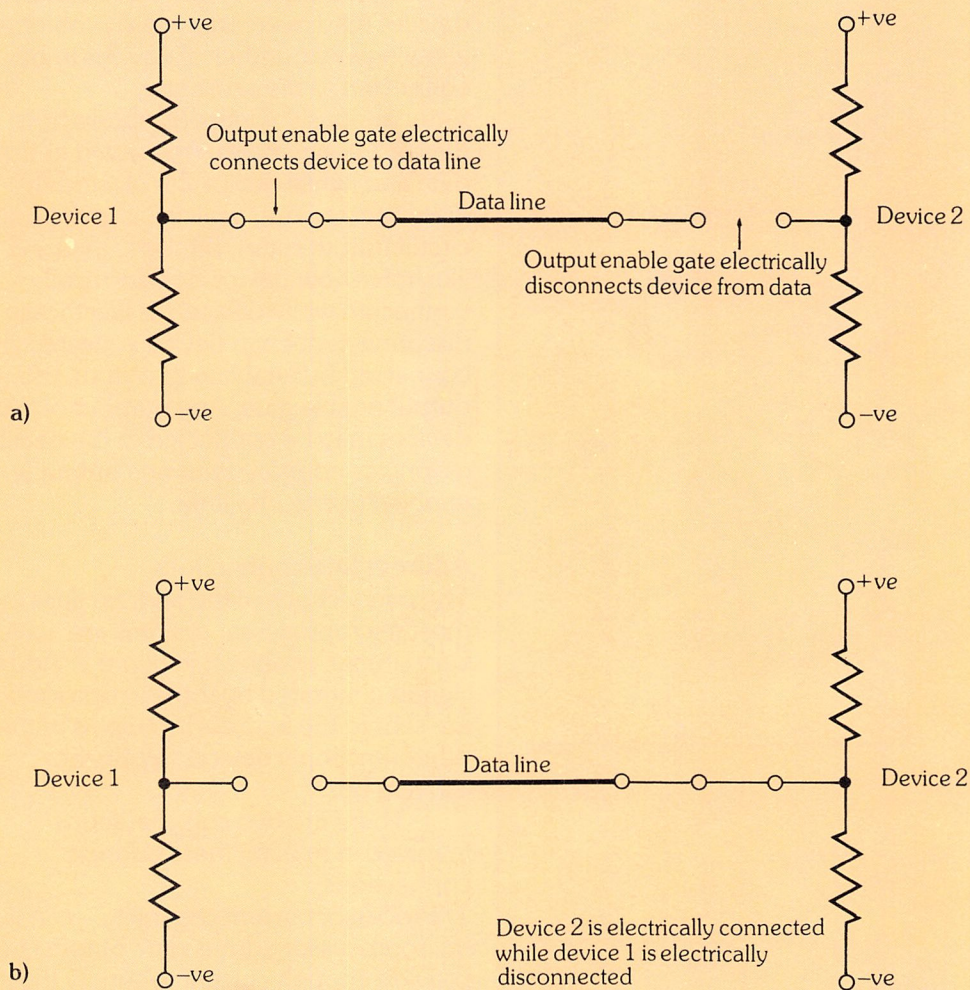 +ve
+ve
Output enable gate electrically
connects device to data line
Device 1
Data line
Device 2
Output enable gate electrically
disconnects device from data
a)
–ve
–ve
+ve
+ve
Device 1
Data line
Device 2
Device 2 is electrically connected
while device 1 is electrically
disconnected
b)
–ve
–ve